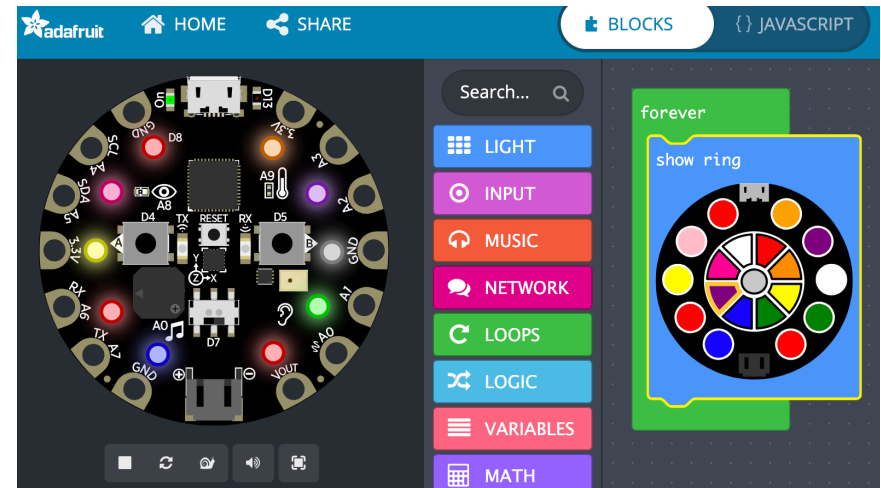 adafruit HOME SHARE BLOCKS {} JAVASCRIPT
On D13
GND 3.3V
SCL A4 D8 A3
A9
SDA A5 A8 A2
D4 TX RESET RX D5
3.3V A B GND
Y
Z X
RX A6 A1
A0 D7
TX A7 A0
GND VOUT
Search...
LIGHT
INPUT
MUSIC
NETWORK
LOOPS
LOGIC
VARIABLES
MATH
forever
show ring